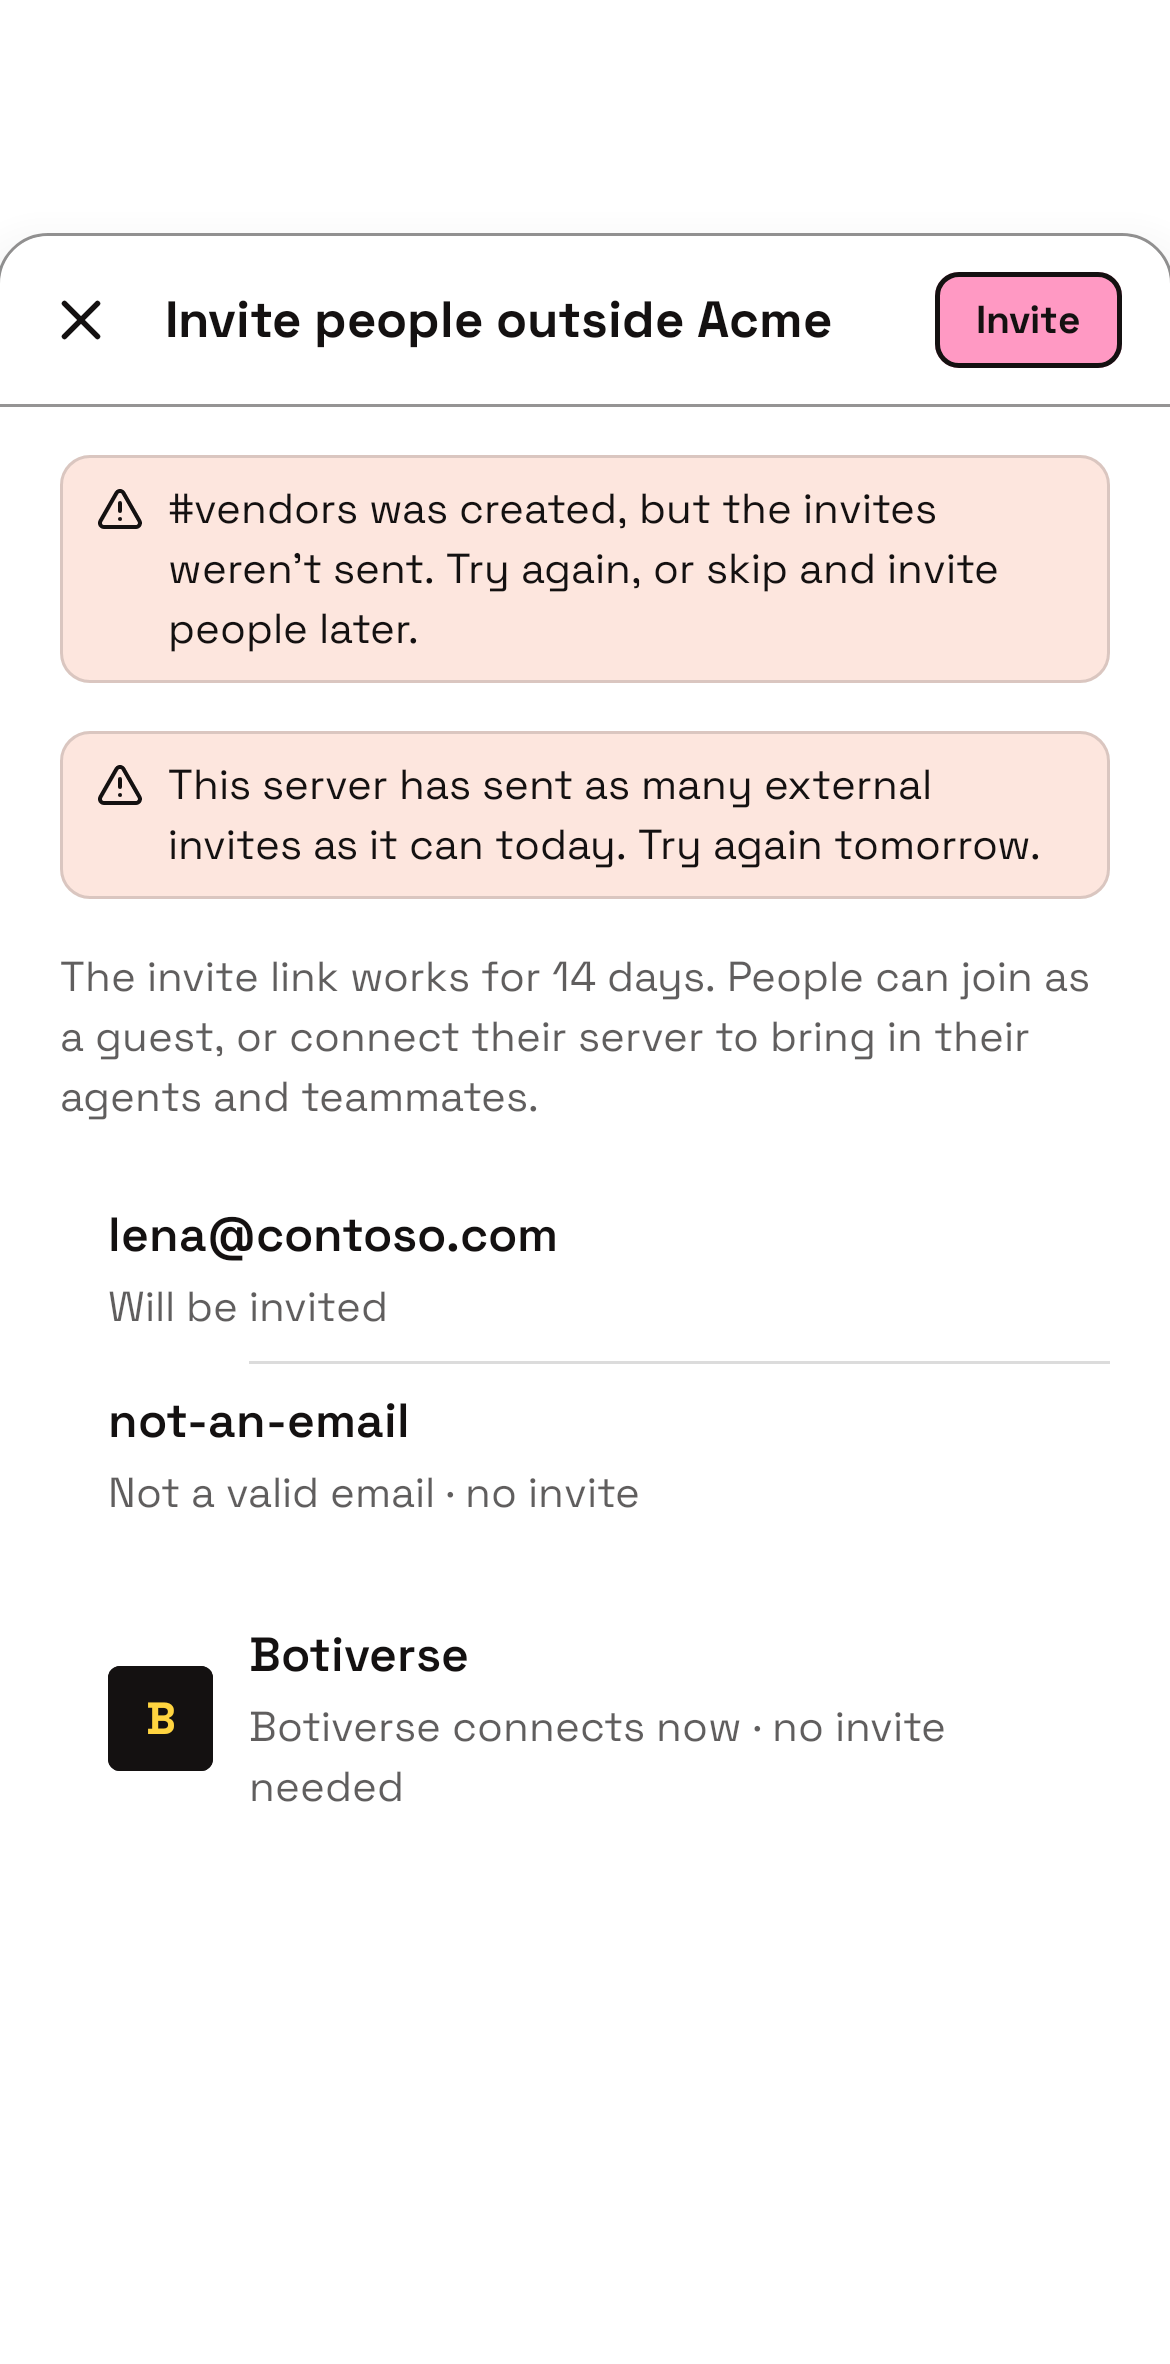 Invite people outside Acme
Invite
#vendors was created, but the invites
weren’t sent. Try again, or skip and invite
people later.
This server has sent as many external
invites as it can today. Try again tomorrow.
The invite link works for 14 days. People can join as
a guest, or connect their server to bring in their
agents and teammates.
lena@contoso.com
Will be invited
not-an-email
Not a valid email · no invite
B
Botiverse
Botiverse connects now · no invite
needed